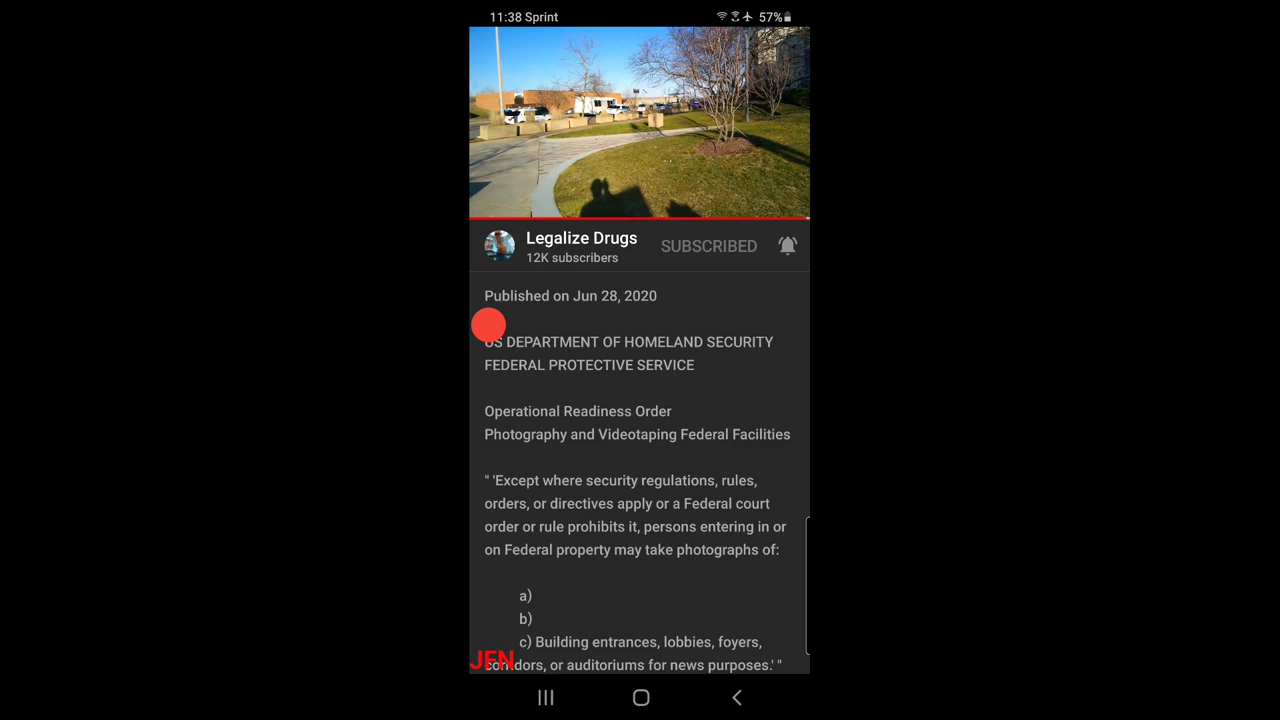 11:38 Sprint 57%
Legalize Drugs
12K subscribers
SUBSCRIBED
Published on Jun 28, 2020
US DEPARTMENT OF HOMELAND SECURITY
FEDERAL PROTECTIVE SERVICE
Operational Readiness Order
Photography and Videotaping Federal Facilities
" 'Except where security regulations, rules,
orders, or directives apply or a Federal court
order or rule prohibits it, persons entering in or
on Federal property may take photographs of:
a)
b)
c) Building entrances, lobbies, foyers,
corridors, or auditoriums for news purposes.' "
JFN